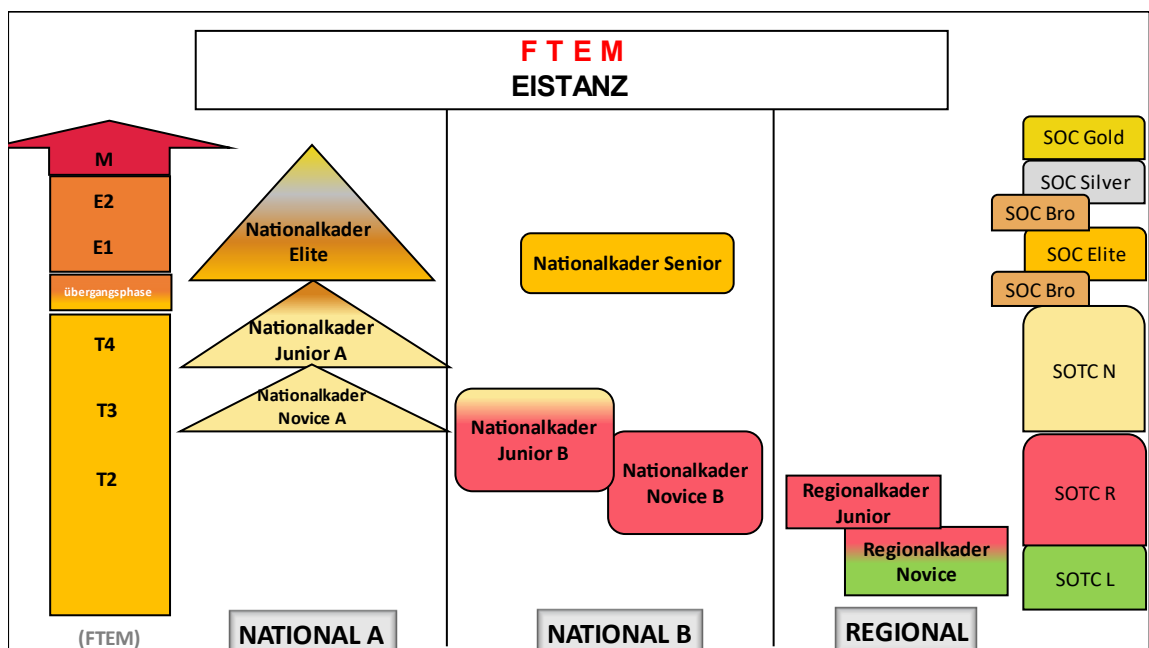 F T E M
EISTANZ
M
E2
E1
übergangsphase
T4
T3
T2
(FTEM)
Nationalkader
Elite
Nationalkader
Junior A
Nationalkader
Novice A
NATIONAL A
Nationalkader Senior
Nationalkader
Junior B
Nationalkader
Novice B
NATIONAL B
Regionalkader
Junior
Regionalkader
Novice
REGIONAL
SOC Gold
SOC Silver
SOC Bro
SOC Elite
SOC Bro
SOTC N
SOTC R
SOTC L